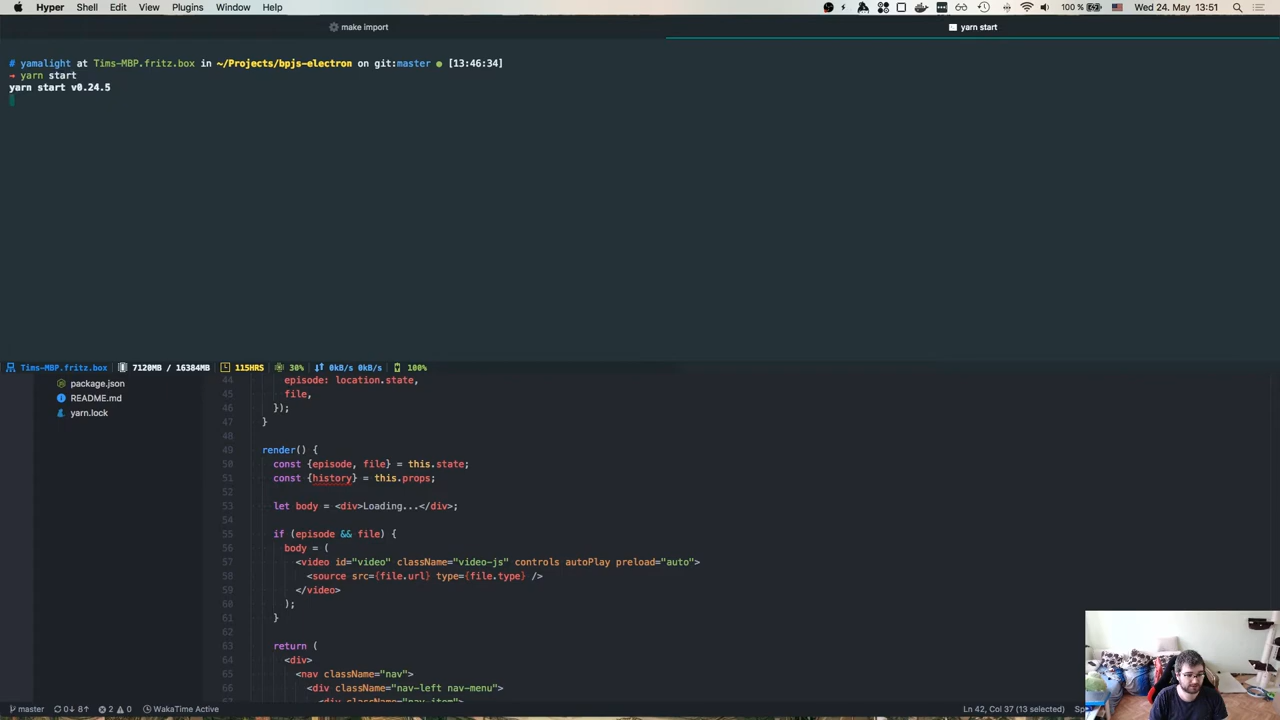 Hyper Shell Edit View Plugins Window Help 100 % Wed 24. May 13:51
make import yarn start
# yamalight at Tims-MBP.fritz.box in ~/Projects/bpjs-electron on git:master ● [13:46:34]
→ yarn start
yarn start v0.24.5
Tims-MBP.fritz.box 7120MB / 16384MB 115HRS 30% 0kB/s 0kB/s 100%
package.json
README.md
yarn.lock
44 episode: location.state,
45 file,
46 });
47 }
48
49 render() {
50 const {episode, file} = this.state;
51 const {history} = this.props;
52
53 let body = <div>Loading...</div>;
54
55 if (episode && file) {
56 body = (
57 <video id="video" className="video-js" controls autoPlay preload="auto">
58 <source src={file.url} type={file.type} />
59 </video>
60 );
61 }
62
63 return (
64 <div>
65 <nav className="nav">
66 <div className="nav-left nav-menu">
master 0↓ 8↑ 2 0 WakaTime Active Ln 42, Col 37 (13 selected)